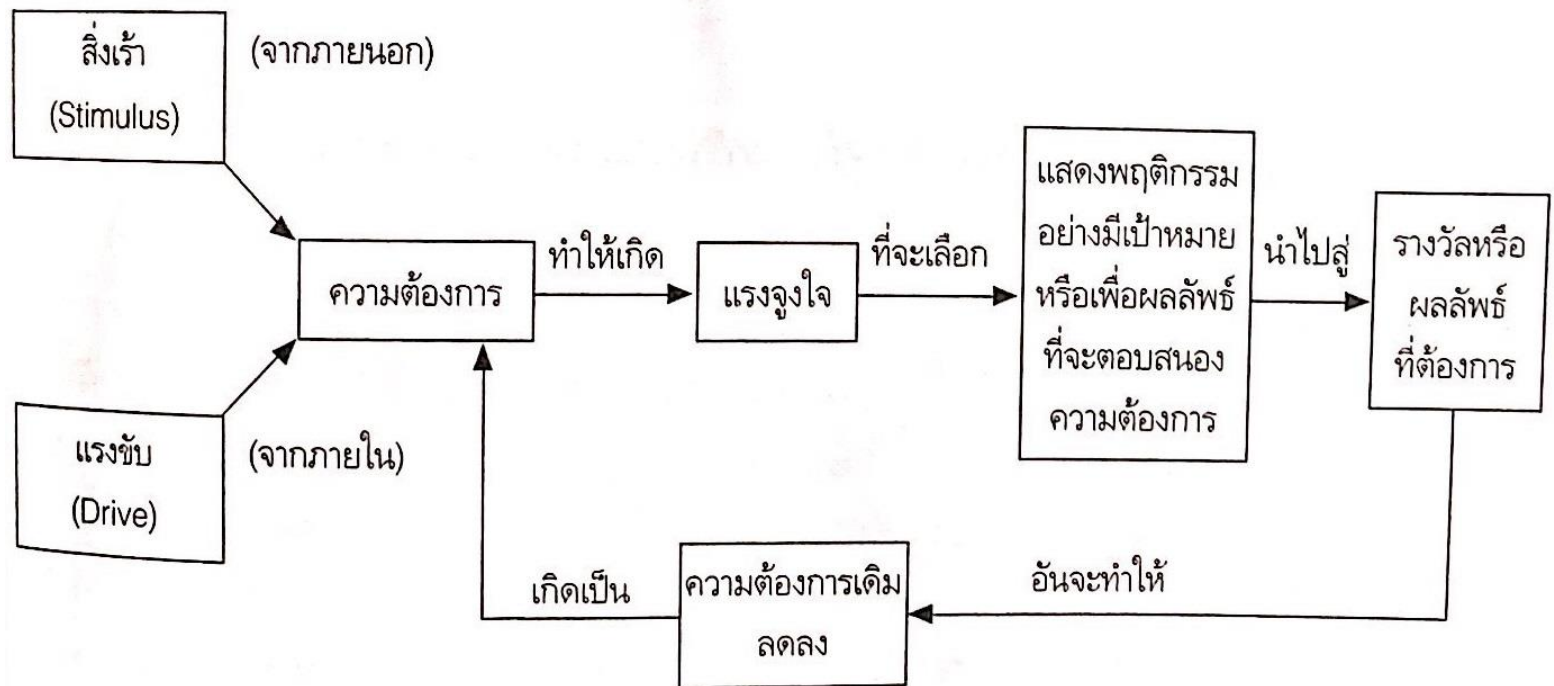 สิ่งเร้า
(Stimulus)
(จากภายนอก)
ความต้องการ
ทำให้เกิด
แรงจูงใจ
ที่จะเลือก
แสดงพฤติกรรม
อย่างมีเป้าหมาย
หรือเพื่อผลลัพธ์
ที่จะตอบสนอง
ความต้องการ
นำไปสู่
รางวัลหรือ
ผลลัพธ์
ที่ต้องการ
แรงขับ
(Drive)
(จากภายใน)
เกิดเป็น
ความต้องการเดิม
ลดลง
อันจะทำให้